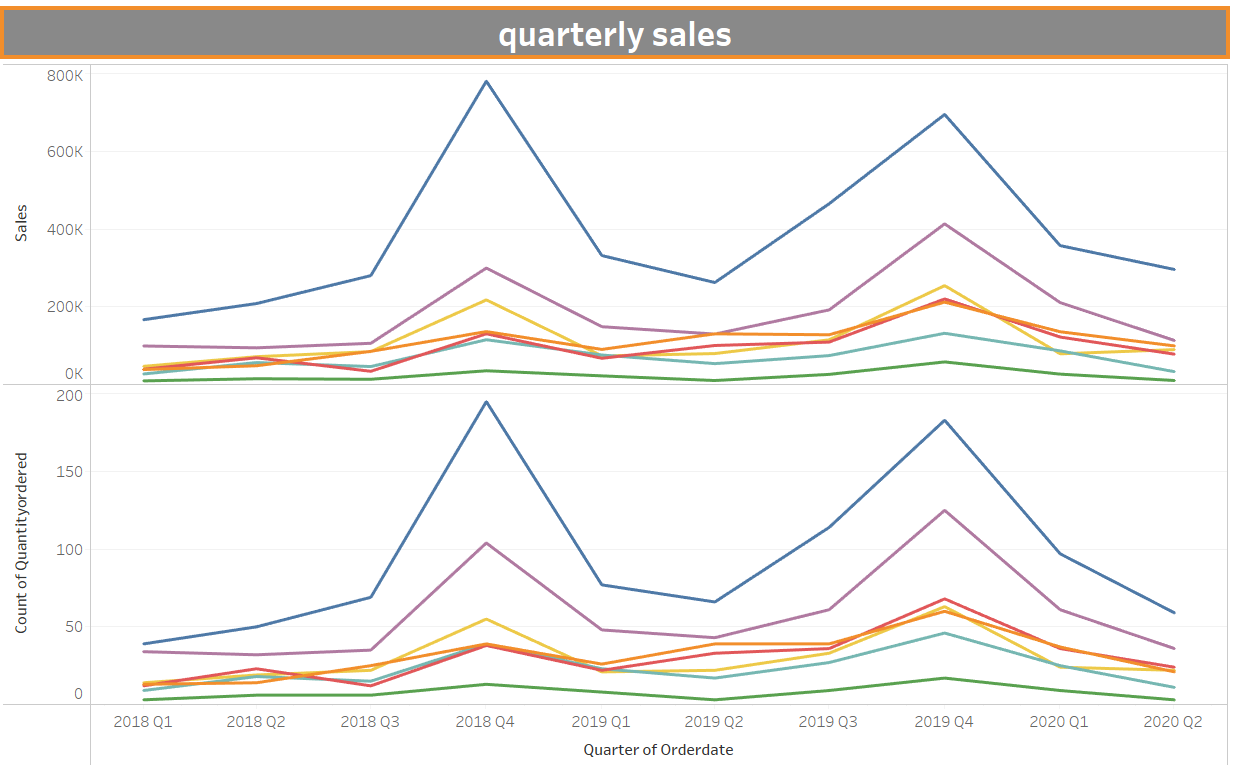 quarterly sales
800K
600K
400K
200K
0K
Sales
200
150
100
50
0
Count of Quantityordered
2018 Q1 2018 Q2 2018 Q3 2018 Q4 2019 Q1 2019 Q2 2019 Q3 2019 Q4 2020 Q1 2020 Q2
Quarter of Orderdate